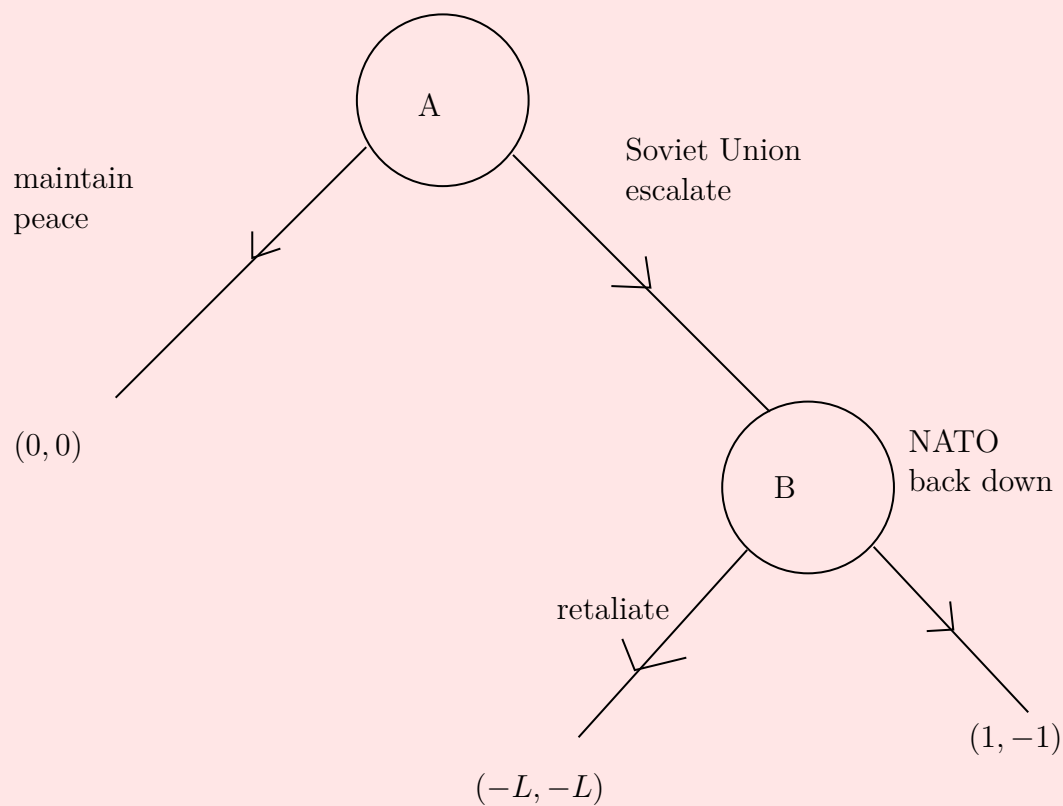 A
Soviet Union
escalate
maintain
peace
(0, 0)
NATO
back down
B
retaliate
(1, −1)
(−L, −L)